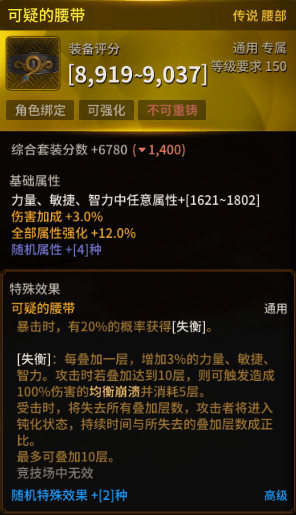 可疑的腰带 传说 腰部
装备评分 通用 专属
[8,919~9,037] 等级要求 150
角色绑定 可强化 不可重铸
综合套装分数 +6780 (▼1,400)
基础属性
力量、敏捷、智力中任意属性+[1621~1802]
伤害加成 +3.0%
全部属性强化 +12.0%
随机属性 +[4]种
特殊效果
可疑的腰带 通用
暴击时，有20%的概率获得[失衡]。
[失衡]：每叠加一层，增加3%的力量、敏捷、
智力。攻击时若叠加达到10层，则可触发造成
100%伤害的均衡崩溃并消耗5层。
受击时，将失去所有叠加层数，攻击者将进入
钝化状态，持续时间与所失去的叠加层数成正
比。
最多可叠加10层。
竞技场中无效
随机特殊效果 +[2]种 高级